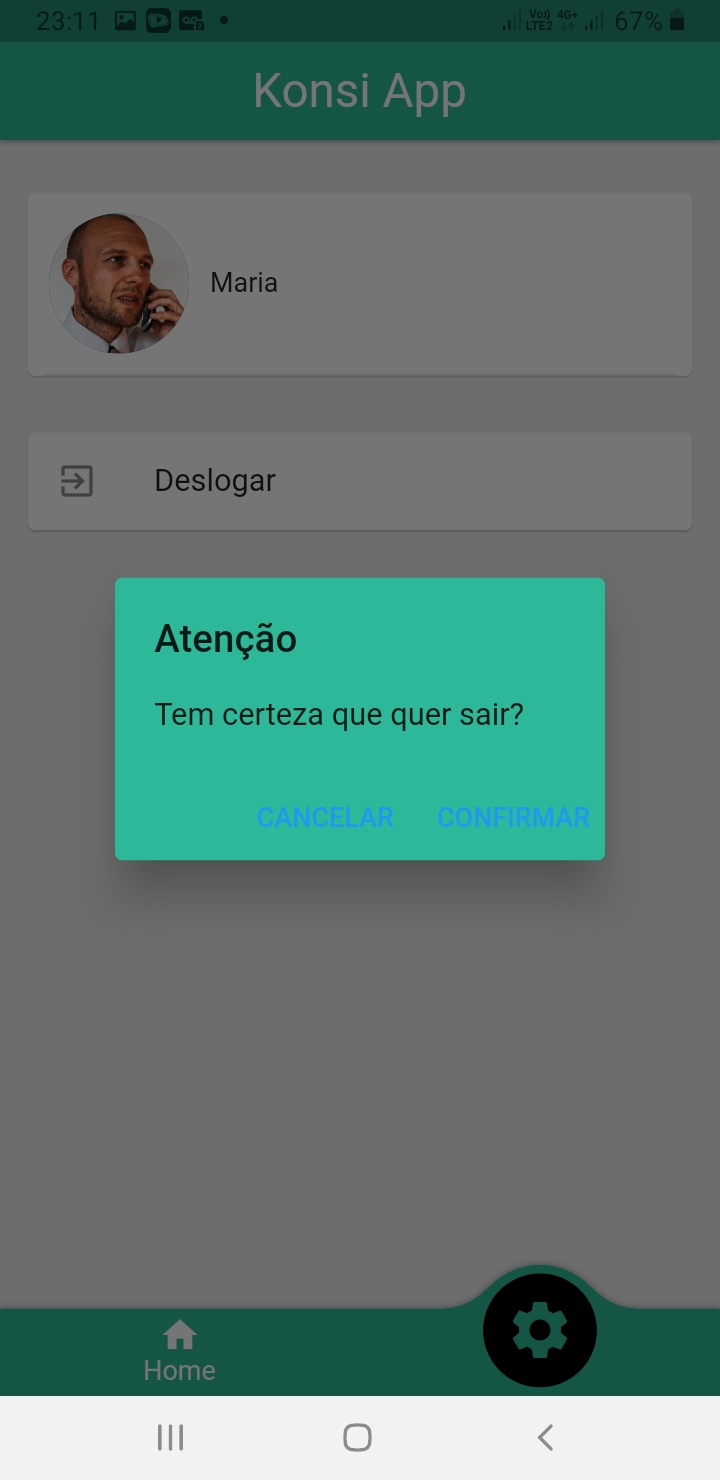 23:11
Vo)) 4G+
LTE2
67%
Konsi App
Maria
Deslogar
Atenção
Tem certeza que quer sair?
CANCELAR CONFIRMAR
Home